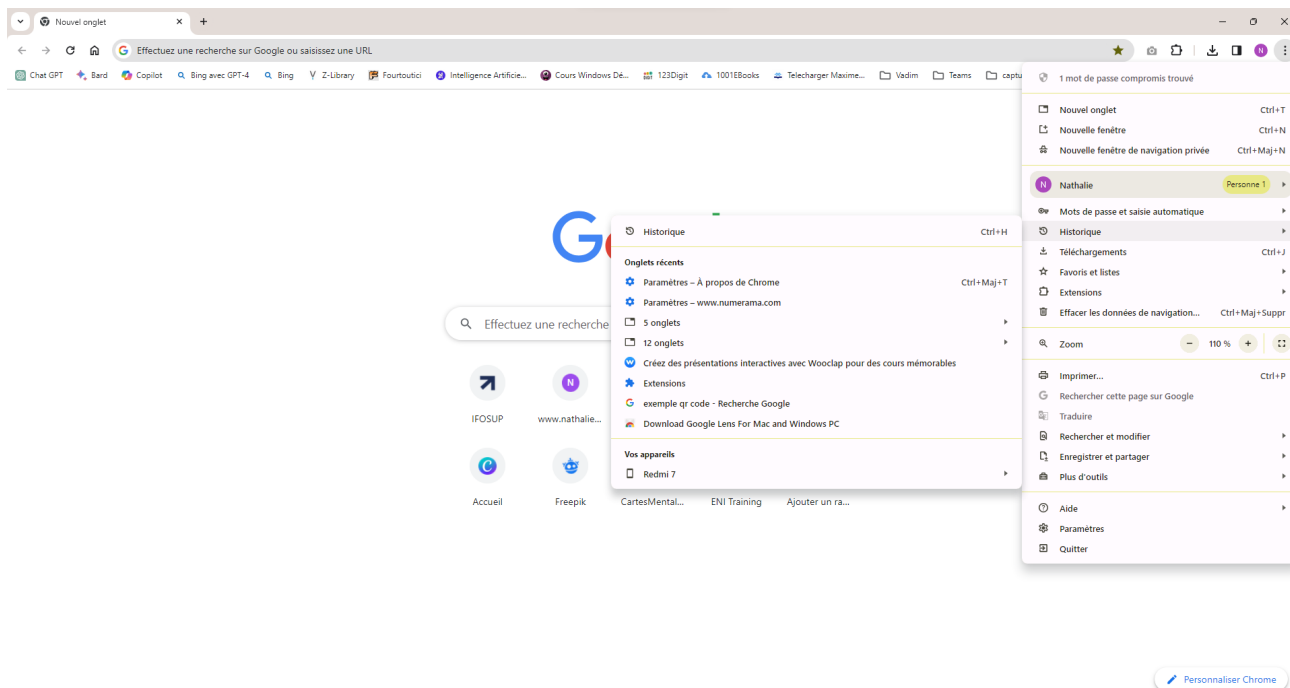 Nouvel onglet
Effectuez une recherche sur Google ou saisissez une URL
N
Chat GPT
Bard
Copilot
Bing avec GPT-4
Bing
Z-Library
Fourtoutici
Intelligence Artificie...
Cours Windows Dé...
123Digit
1001EBooks
Telecharger Maxime...
Vadim
Teams
captu
1 mot de passe compromis trouvé
Nouvel onglet Ctrl+T
Nouvelle fenêtre Ctrl+N
Nouvelle fenêtre de navigation privée Ctrl+Maj+N
N Nathalie Personne 1
Mots de passe et saisie automatique
Historique
Téléchargements Ctrl+J
Favoris et listes
Extensions
Effacer les données de navigation... Ctrl+Maj+Suppr
Zoom - 110 % +
Imprimer... Ctrl+P
Rechercher cette page sur Google
Traduire
Rechercher et modifier
Enregistrer et partager
Plus d'outils
Aide
Paramètres
Quitter
Historique Ctrl+H
Onglets récents
Paramètres – À propos de Chrome Ctrl+Maj+T
Paramètres – www.numerama.com
5 onglets
12 onglets
Créez des présentations interactives avec Wooclap pour des cours mémorables
Extensions
exemple qr code - Recherche Google
Download Google Lens For Mac and Windows PC
Vos appareils
Redmi 7
G
Effectuez une recherche
N
IFOSUP
www.nathalie...
Accueil
Freepik
CartesMental...
ENI Training
Ajouter un ra...
Personnaliser Chrome